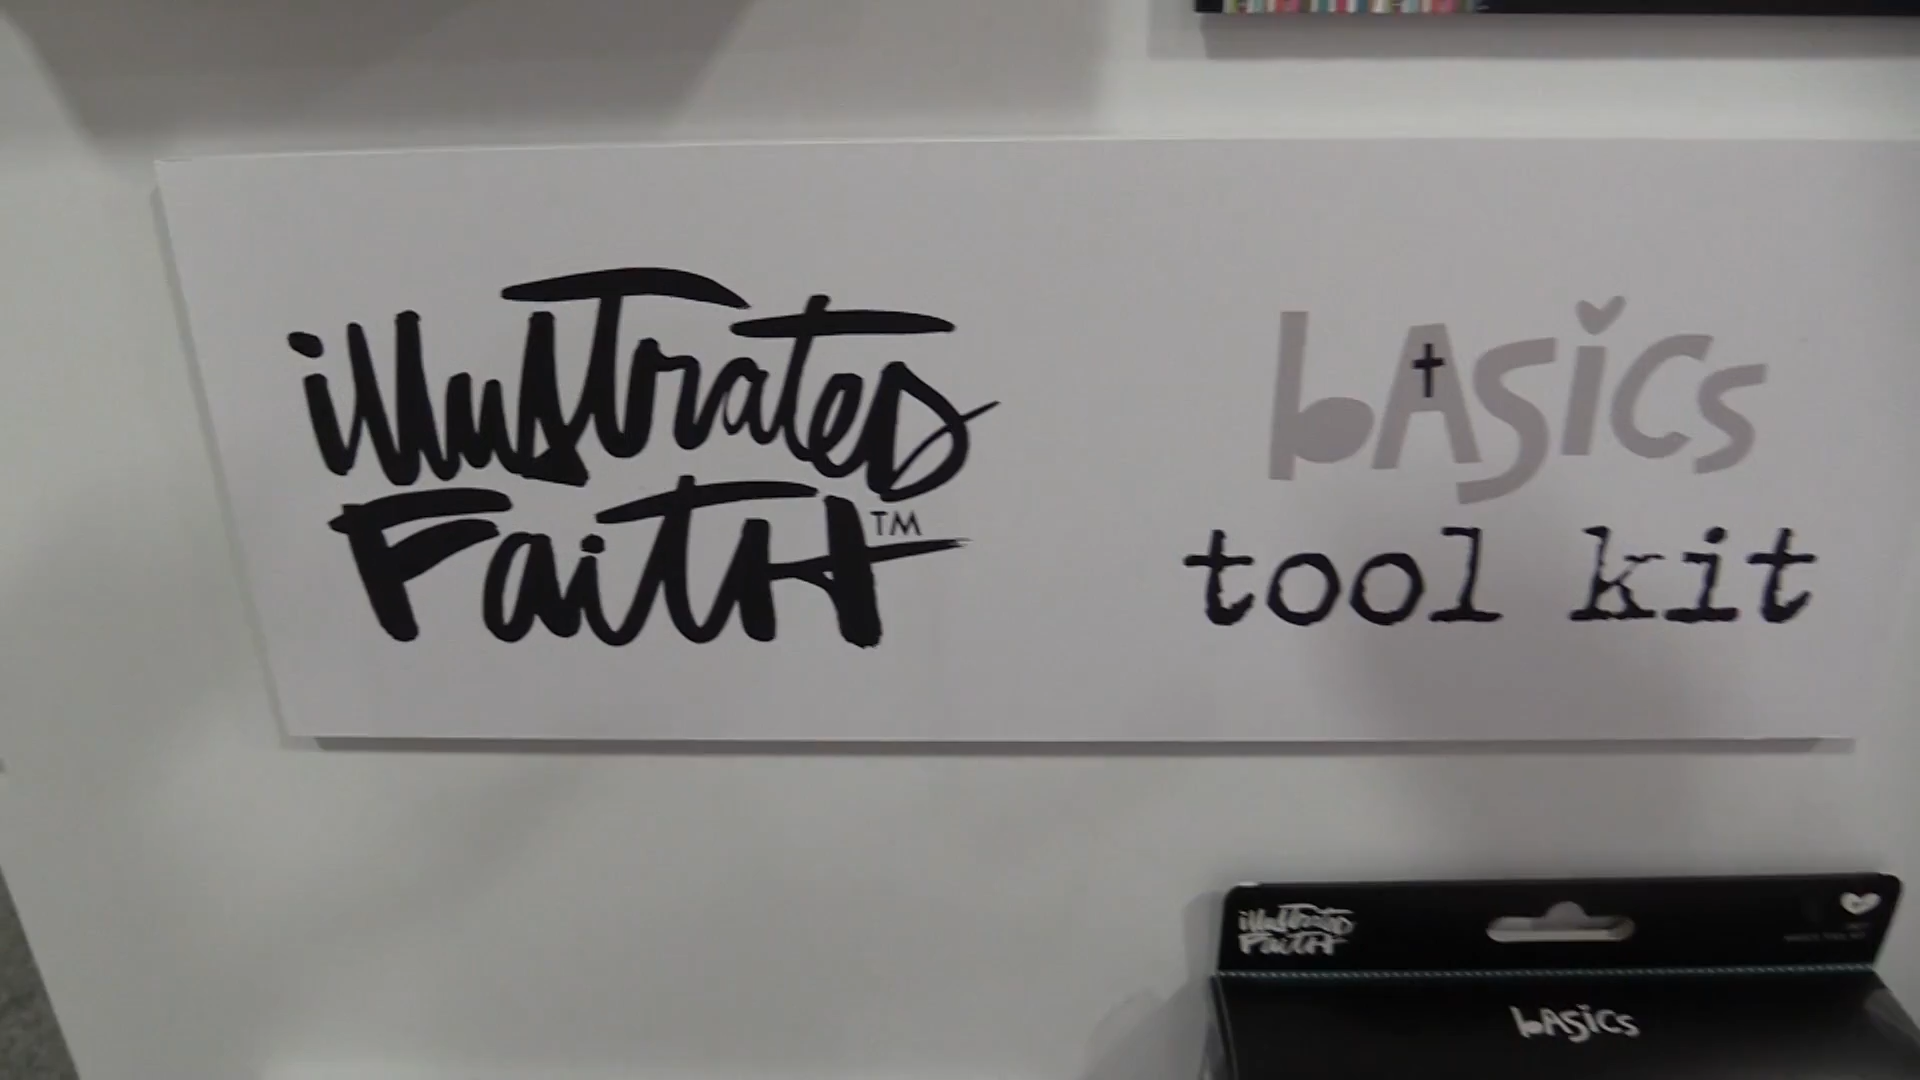 illustrated
Faith™
basics
tool kit
illustrated
Faith
basics